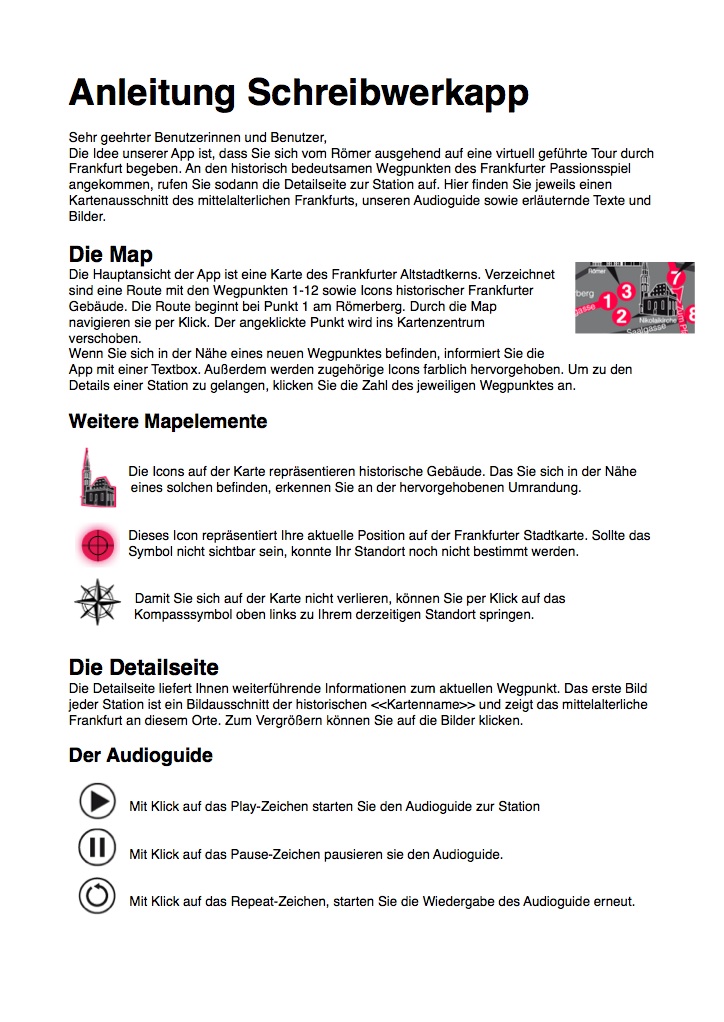 Anleitung Schreibwerkapp
Sehr geehrter Benutzerinnen und Benutzer,
Die Idee unserer App ist, dass Sie sich vom Römer ausgehend auf eine virtuell geführte Tour durch
Frankfurt begeben. An den historisch bedeutsamen Wegpunkten des Frankfurter Passionsspiel
angekommen, rufen Sie sodann die Detailseite zur Station auf. Hier finden Sie jeweils einen
Kartenausschnitt des mittelalterlichen Frankfurts, unseren Audioguide sowie erläuternde Texte und
Bilder.
Die Map
Die Hauptansicht der App ist eine Karte des Frankfurter Altstadtkerns. Verzeichnet
sind eine Route mit den Wegpunkten 1-12 sowie Icons historischer Frankfurter
Gebäude. Die Route beginnt bei Punkt 1 am Römerberg. Durch die Map
navigieren sie per Klick. Der angeklickte Punkt wird ins Kartenzentrum
verschoben.
Wenn Sie sich in der Nähe eines neuen Wegpunktes befinden, informiert Sie die
App mit einer Textbox. Außerdem werden zugehörige Icons farblich hervorgehoben. Um zu den
Details einer Station zu gelangen, klicken Sie die Zahl des jeweiligen Wegpunktes an.
Römer
7
berg
3
1
gasse
2
Nikolaikirche
8
Saalgasse
Weitere Mapelemente
Die Icons auf der Karte repräsentieren historische Gebäude. Das Sie sich in der Nähe
eines solchen befinden, erkennen Sie an der hervorgehobenen Umrandung.
Dieses Icon repräsentiert Ihre aktuelle Position auf der Frankfurter Stadtkarte. Sollte das
Symbol nicht sichtbar sein, konnte Ihr Standort noch nicht bestimmt werden.
Damit Sie sich auf der Karte nicht verlieren, können Sie per Klick auf das
Kompasssymbol oben links zu Ihrem derzeitigen Standort springen.
Die Detailseite
Die Detailseite liefert Ihnen weiterführende Informationen zum aktuellen Wegpunkt. Das erste Bild
jeder Station ist ein Bildausschnitt der historischen <<Kartenname>> und zeigt das mittelalterliche
Frankfurt an diesem Orte. Zum Vergrößern können Sie auf die Bilder klicken.
Der Audioguide
Mit Klick auf das Play-Zeichen starten Sie den Audioguide zur Station
Mit Klick auf das Pause-Zeichen pausieren sie den Audioguide.
Mit Klick auf das Repeat-Zeichen, starten Sie die Wiedergabe des Audioguide erneut.